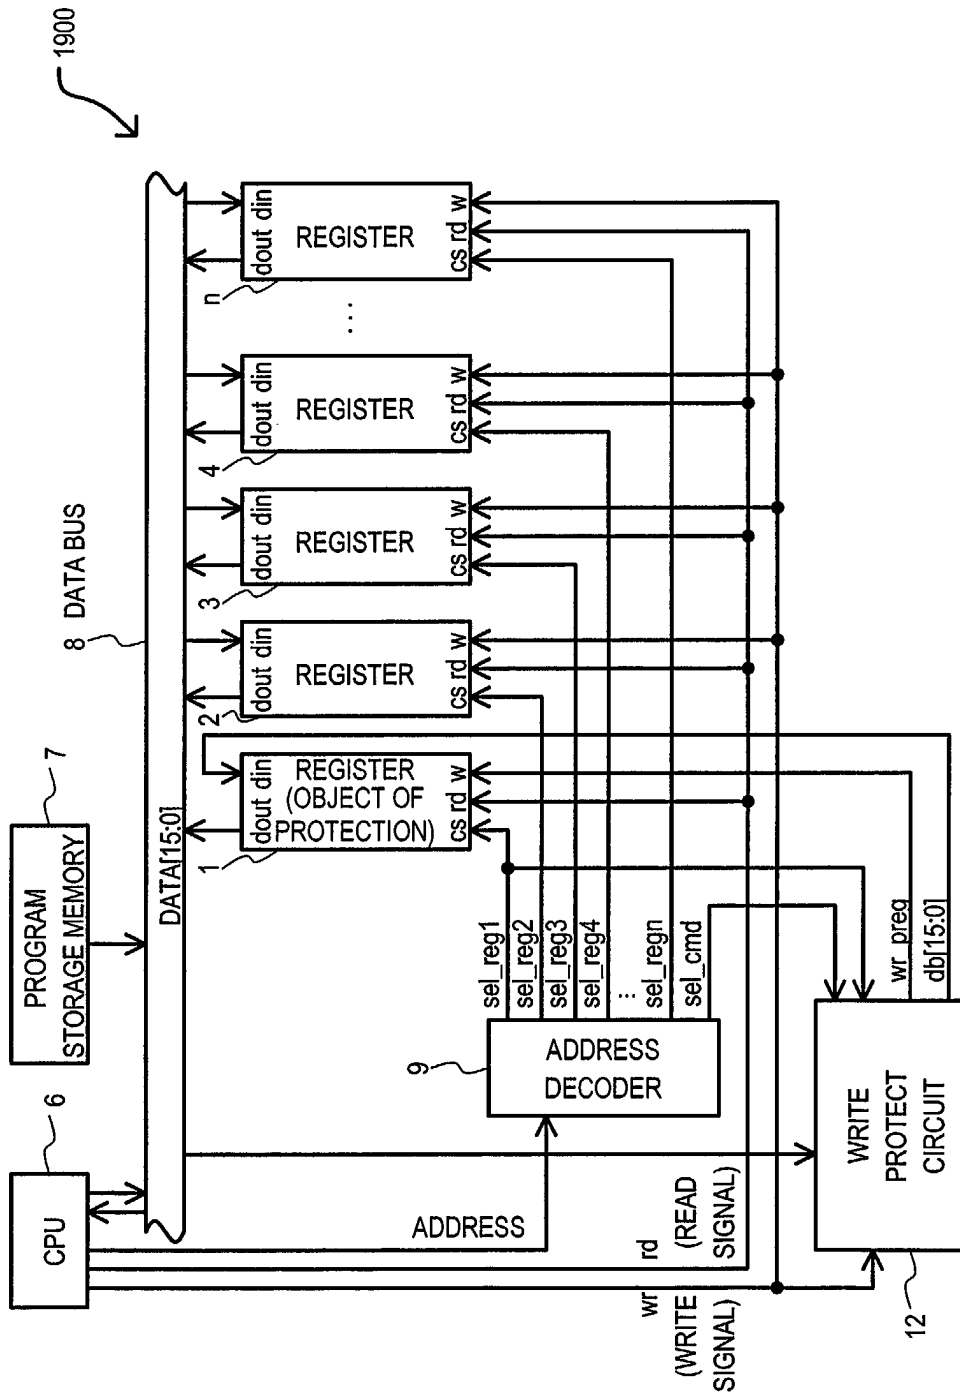 1900
CPU
6
PROGRAM
STORAGE MEMORY
7
8 DATA BUS
DATA[15:0]
dout din
REGISTER
(OBJECT OF
PROTECTION)
cs rd w
1
dout din
REGISTER
cs rd w
2
dout din
REGISTER
cs rd w
3
dout din
REGISTER
cs rd w
4
...
dout din
REGISTER
cs rd w
n
ADDRESS
9
ADDRESS
DECODER
sel_reg1
sel_reg2
sel_reg3
sel_reg4
...
sel_regn
sel_cmd
wr
(WRITE
SIGNAL)
rd
(READ
SIGNAL)
WRITE
PROTECT
CIRCUIT
12
wr_preg
db[15:0]